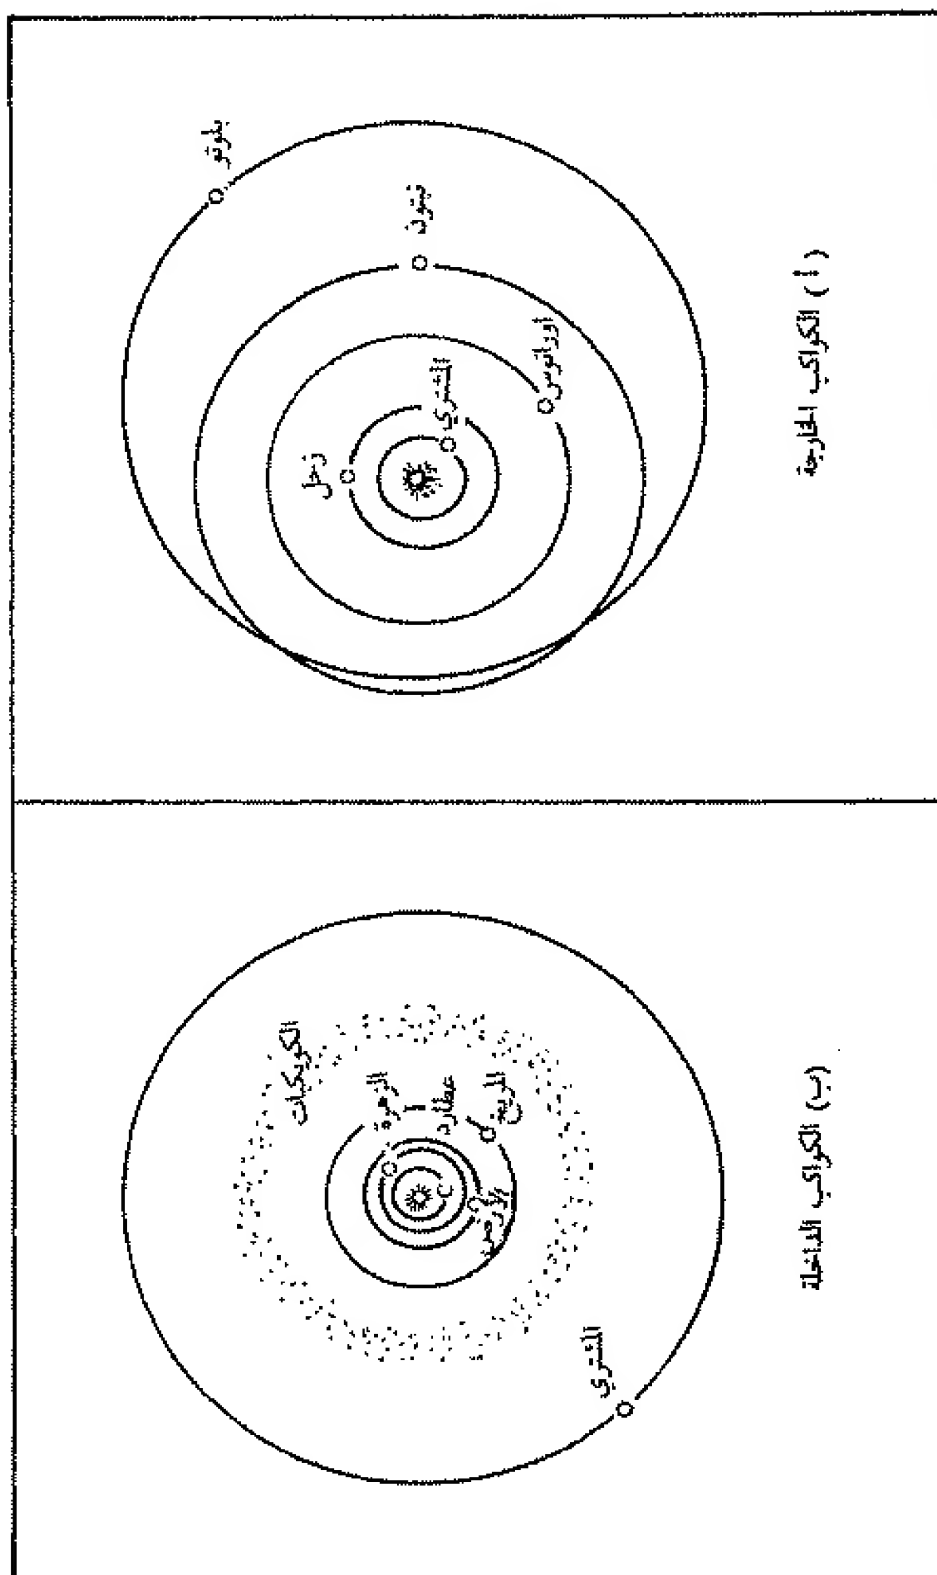 بلوتو
نبتون
أورانوس
المشتري
زحل
(أ) الكواكب الخارجية
الكويكبات
الزهرة
عطارد
المريخ
الأرض
المشتري
(ب) الكواكب الداخلة